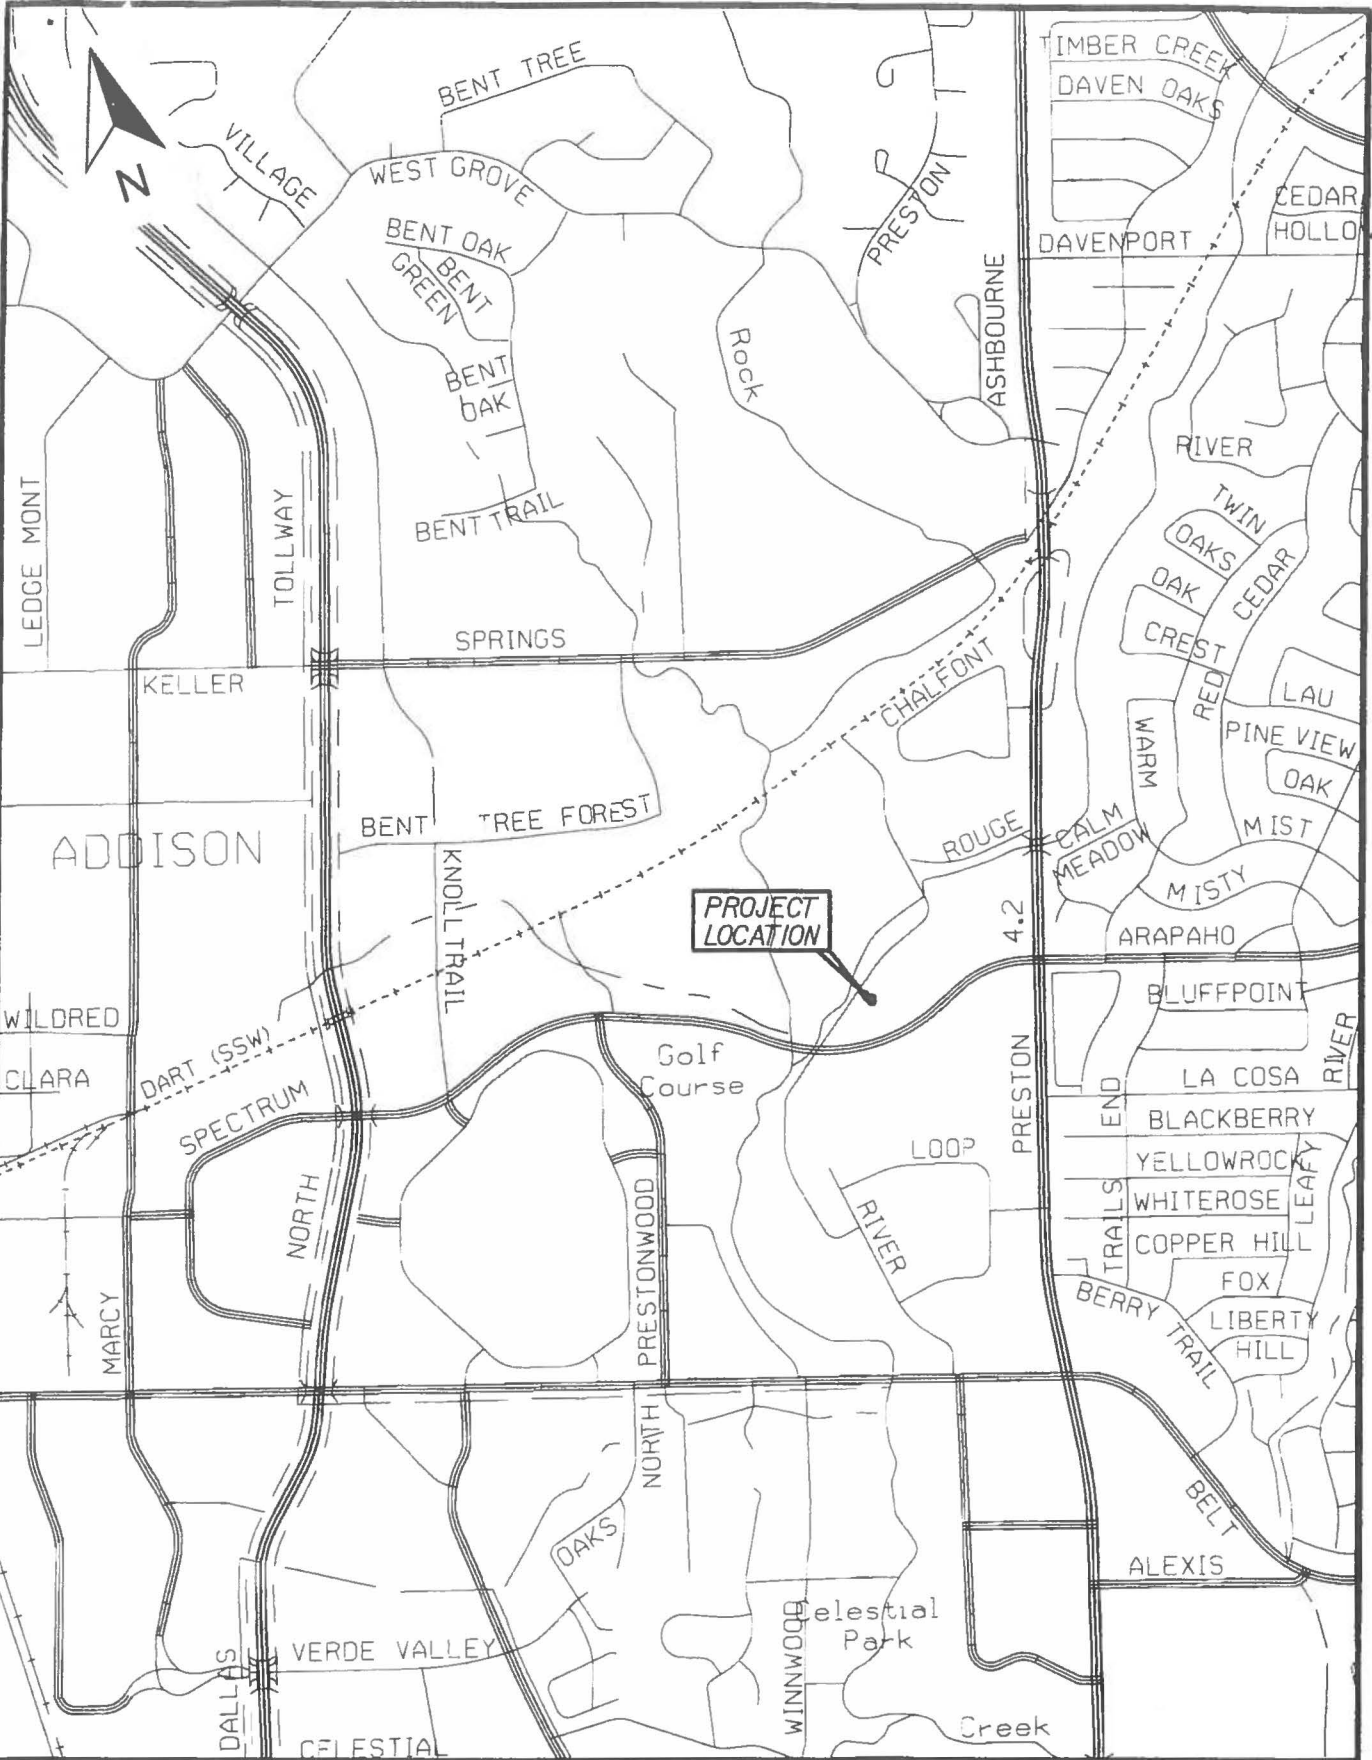 TIMBER CREEK
DAVEN OAKS
BENT TREE
VILLAGE
WEST GROVE
N
PRESTON
CEDAR
HOLLO
DAVENPORT
BENT OAK
BENT
GREEN
ASHBOURNE
Rock
BENT
OAK
RIVER
LEDGE MONT
TOLLWAY
BENT TRAIL
TWIN
OAKS
OAK
CEDAR
CREST
RED
SPRINGS
KELLER
CHALFONT
LAU
WARM
PINE VIEW
OAK
BENT TREE FOREST
ADDISON
ROUGE
CALM
MEADOW
MIST
MISTY
KNOLL TRAIL
PROJECT
LOCATION
4.2
ARAPAHO
BLUFFPOINT
WILDRED
CLARA
DART (SSW)
SPECTRUM
Golf
Course
PRESTON
RIVER
LA COSA
END
BLACKBERRY
LOOP
YELLOWROCK
LEAFY
WHITEROSE
TRAILS
COPPER HILL
NORTH
PRESTONWOOD
RIVER
FOX
BERRY TRAIL
LIBERTY
HILL
MARCY
NORTH
BELT
OAKS
ALEXIS
WINNWOOD
Celestial
Park
VERDE VALLEY
DALLAS
CELESTIAL
Creek